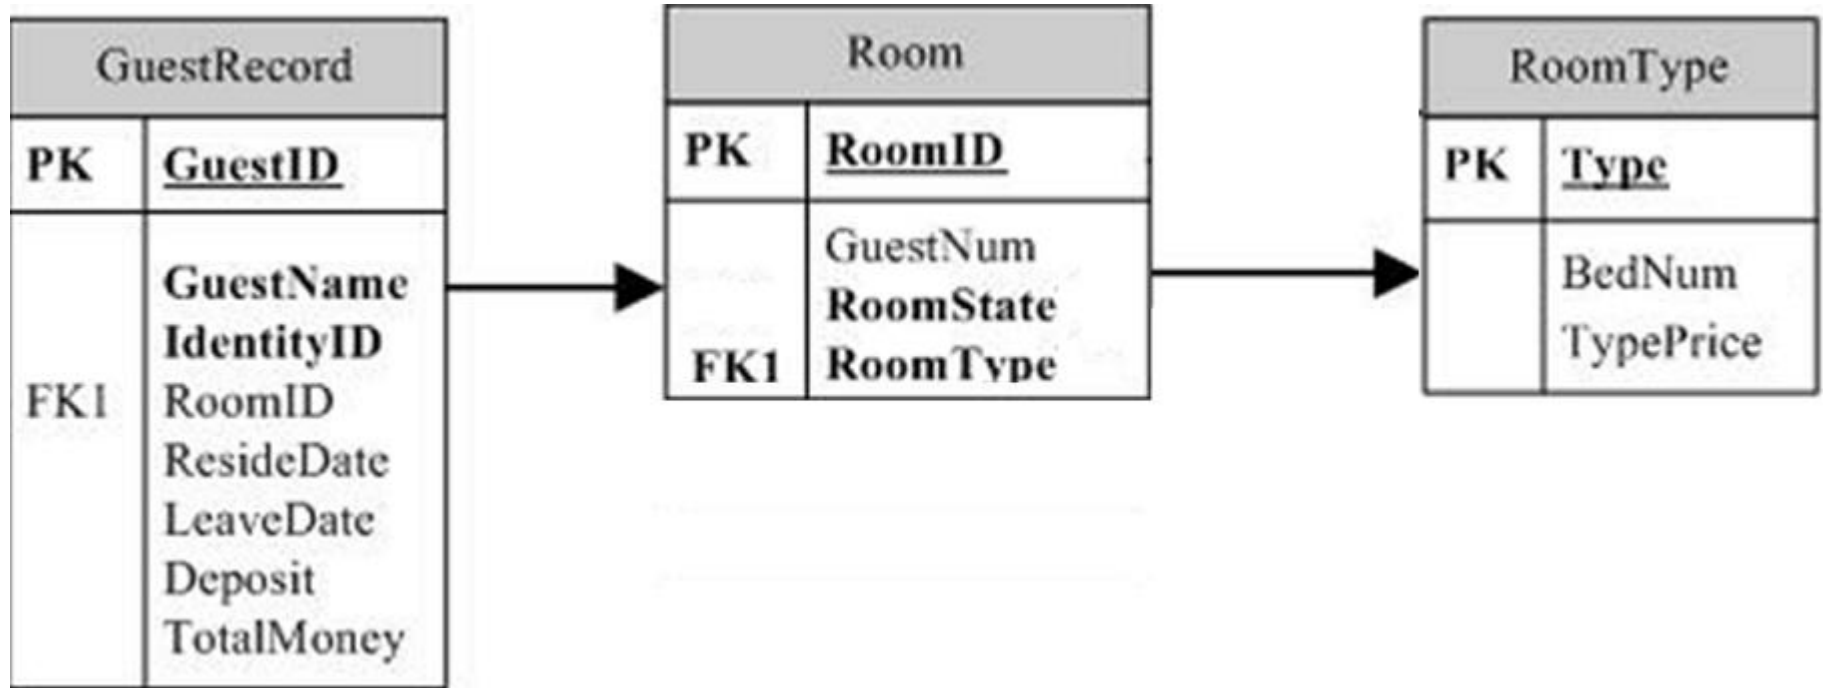 GuestRecord
PK GuestID
GuestName
IdentityID
FK1 RoomID
ResideDate
LeaveDate
Deposit
TotalMoney
Room
PK RoomID
GuestNum
RoomState
FK1 RoomType
RoomType
PK Type
BedNum
TypePrice